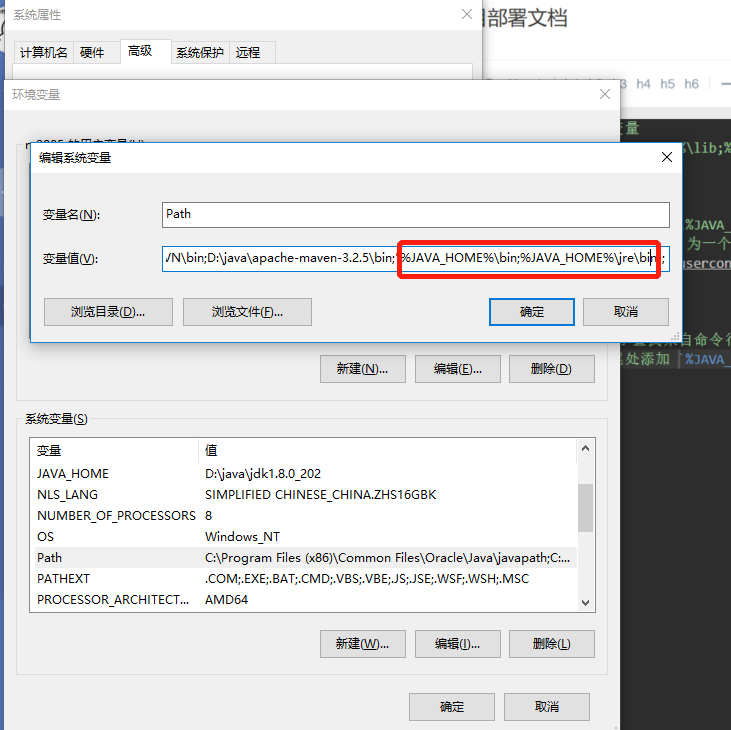 系统属性
部署文档
计算机名 硬件 高级 系统保护 远程
h3 h4 h5 h6
环境变量
变量
\lib;%
编辑系统变量
变量名(N):
Path
%JAVA_
变量值(V):
VN\bin;D:\java\apache-maven-3.2.5\bin;%JAVA_HOME%\bin;%JAVA_HOME%\jre\bin;
为一个
usercon
浏览目录(D)... 浏览文件(F)... 确定 取消
自命令行
处添加 `%JAVA_
新建(N)... 编辑(E)... 删除(D)
系统变量(S)
变量 值
JAVA_HOME D:\java\jdk1.8.0_202
NLS_LANG SIMPLIFIED CHINESE_CHINA.ZHS16GBK
NUMBER_OF_PROCESSORS 8
OS Windows_NT
Path C:\Program Files (x86)\Common Files\Oracle\Java\javapath;C:...
PATHEXT .COM;.EXE;.BAT;.CMD;.VBS;.VBE;.JS;.JSE;.WSF;.WSH;.MSC
PROCESSOR_ARCHITECT... AMD64
新建(W)... 编辑(I)... 删除(L)
确定 取消